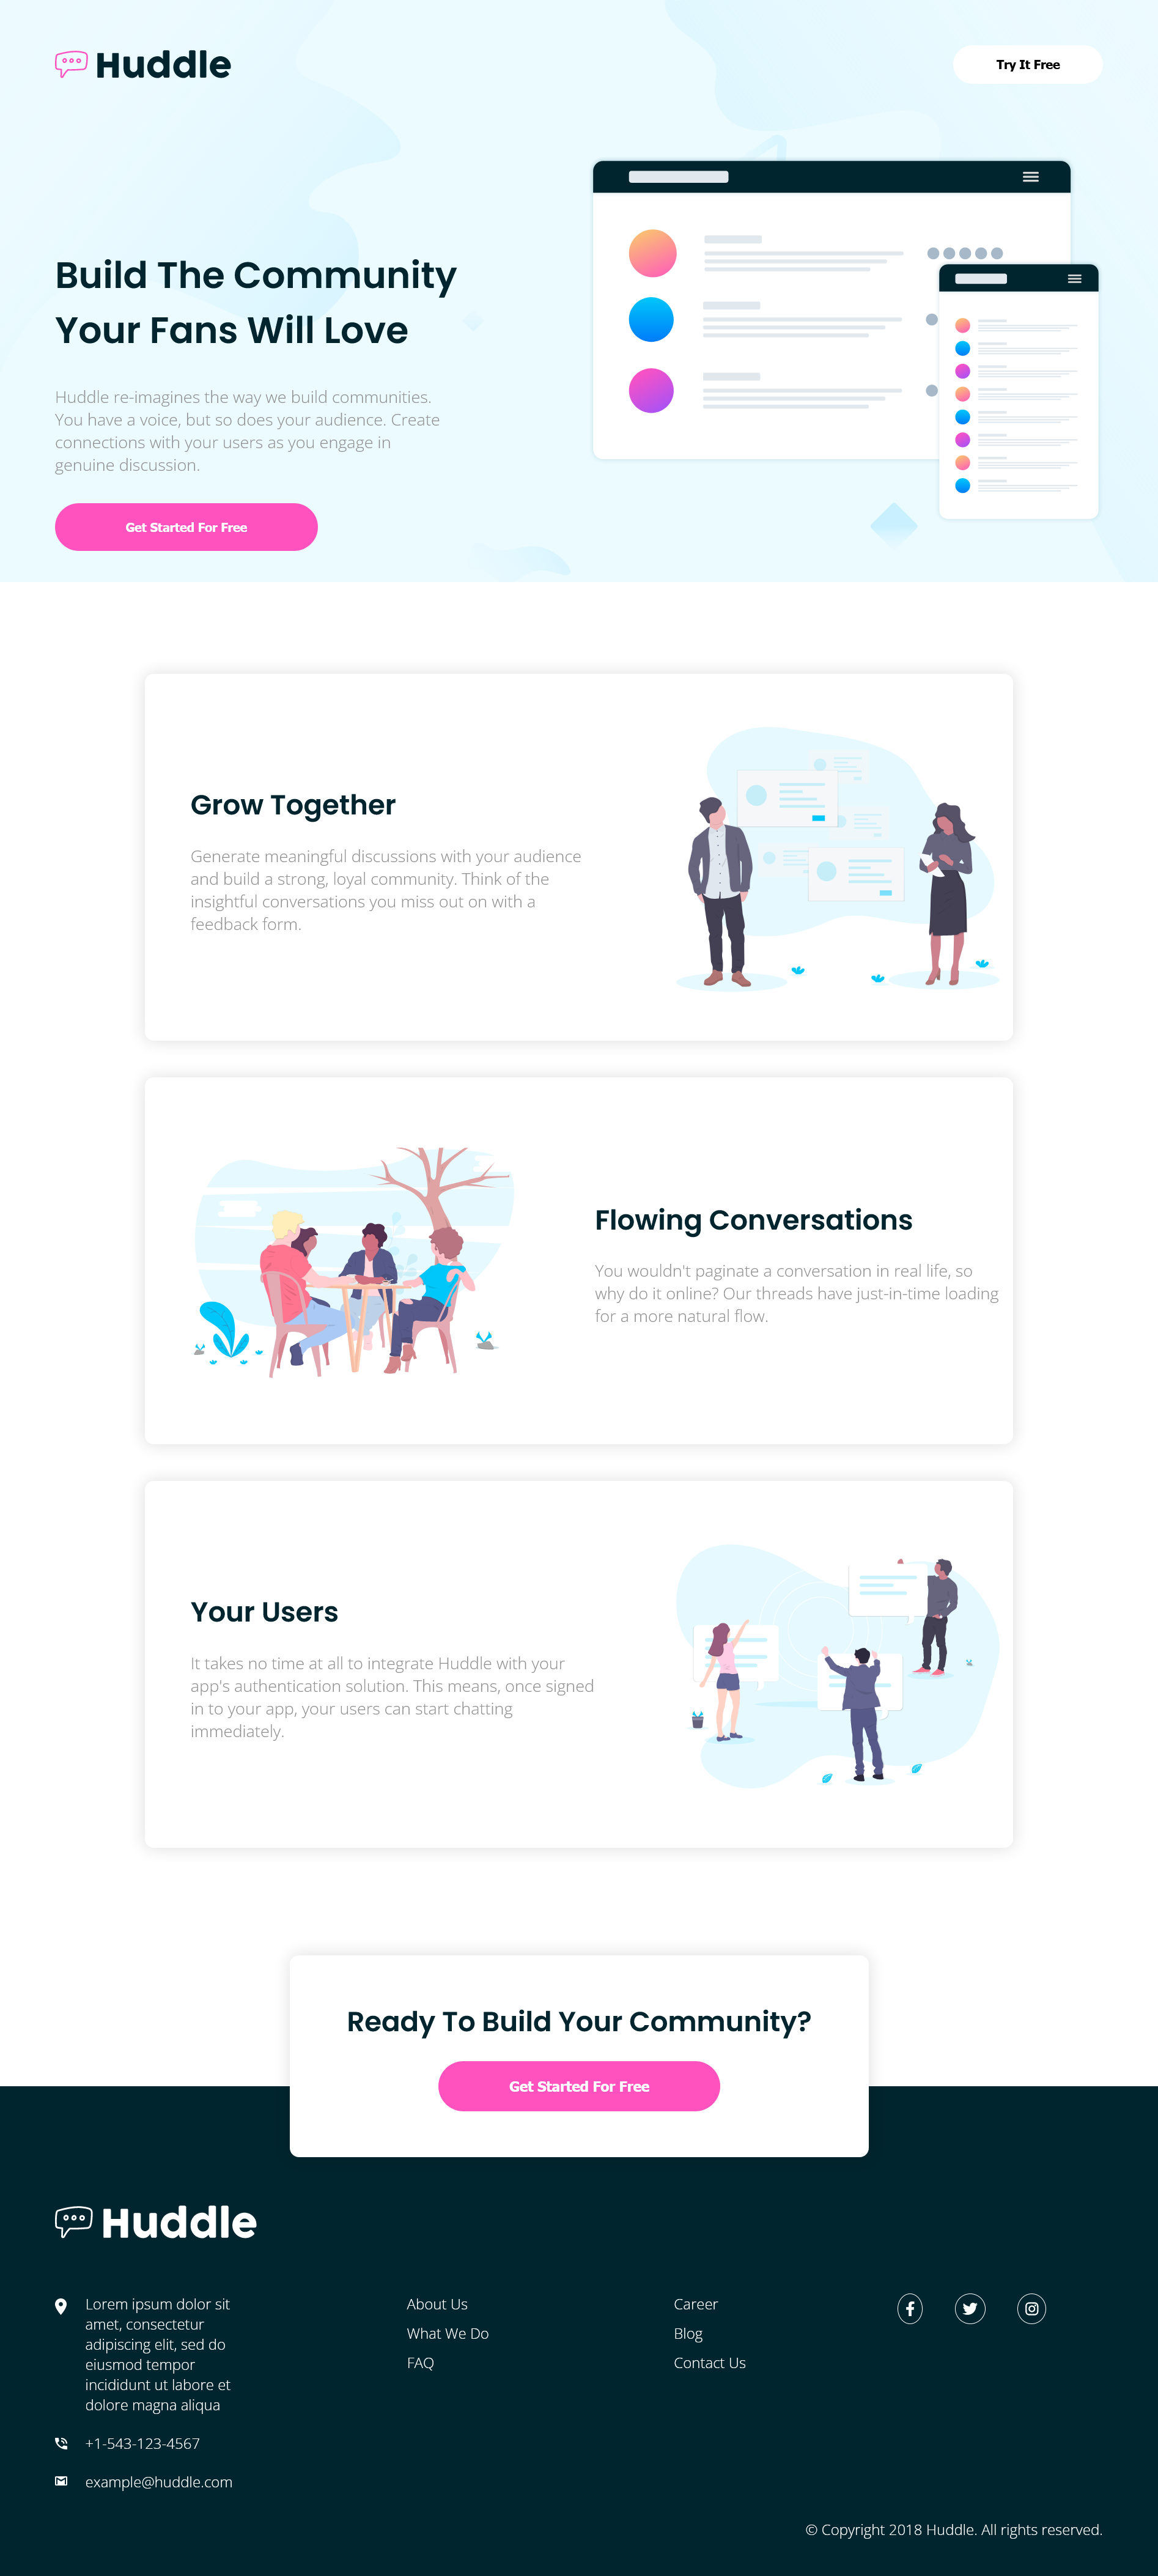 Huddle
Try It Free
Build The Community
Your Fans Will Love
Huddle re-imagines the way we build communities.
You have a voice, but so does your audience. Create
connections with your users as you engage in
genuine discussion.
Get Started For Free
Grow Together
Generate meaningful discussions with your audience
and build a strong, loyal community. Think of the
insightful conversations you miss out on with a
feedback form.
Flowing Conversations
You wouldn't paginate a conversation in real life, so
why do it online? Our threads have just-in-time loading
for a more natural flow.
Your Users
It takes no time at all to integrate Huddle with your
app's authentication solution. This means, once signed
in to your app, your users can start chatting
immediately.
Ready To Build Your Community?
Get Started For Free
Huddle
Lorem ipsum dolor sit
amet, consectetur
adipiscing elit, sed do
eiusmod tempor
incididunt ut labore et
dolore magna aliqua
+1-543-123-4567
example@huddle.com
About Us
What We Do
FAQ
Career
Blog
Contact Us
© Copyright 2018 Huddle. All rights reserved.